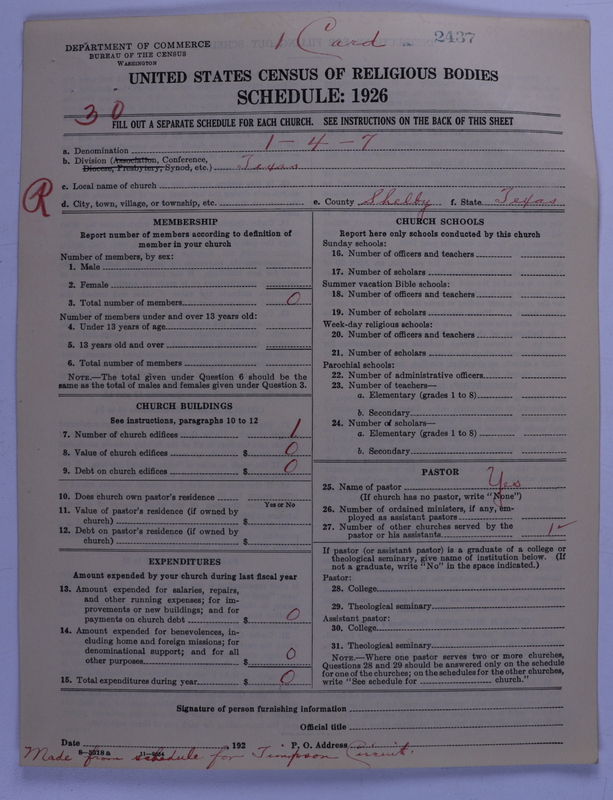 1 Card
2437
DEPARTMENT OF COMMERCE
BUREAU OF THE CENSUS
WASHINGTON
UNITED STATES CENSUS OF RELIGIOUS BODIES
SCHEDULE: 1926
30
FILL OUT A SEPARATE SCHEDULE FOR EACH CHURCH. SEE INSTRUCTIONS ON THE BACK OF THIS SHEET
a. Denomination 1-4-7
b. Division (Association, Conference, Diocese, Presbytery, Synod, etc.) Texas
c. Local name of church
R
d. City, town, village, or township, etc. e. County Shelby f. State Texas
MEMBERSHIP
Report number of members according to definition of
member in your church
Number of members, by sex:
1. Male
2. Female
3. Total number of members 0
Number of members under and over 13 years old:
4. Under 13 years of age
5. 13 years old and over
6. Total number of members
NOTE.—The total given under Question 6 should be the
same as the total of males and females given under Question 3.
CHURCH BUILDINGS
See instructions, paragraphs 10 to 12
7. Number of church edifices 1
8. Value of church edifices $ 0
9. Debt on church edifices $ 0
10. Does church own pastor's residence
Yes or No
11. Value of pastor's residence (if owned by
church) $
12. Debt on pastor's residence (if owned by
church) $
EXPENDITURES
Amount expended by your church during last fiscal year
13. Amount expended for salaries, repairs,
and other running expenses; for im-
provements or new buildings; and for
payments on church debt $ 0
14. Amount expended for benevolences, in-
cluding home and foreign missions; for
denominational support; and for all
other purposes $ 0
15. Total expenditures during year $ 0
CHURCH SCHOOLS
Report here only schools conducted by this church
Sunday schools:
16. Number of officers and teachers
17. Number of scholars
Summer vacation Bible schools:
18. Number of officers and teachers
19. Number of scholars
Week-day religious schools:
20. Number of officers and teachers
21. Number of scholars
Parochial schools:
22. Number of administrative officers
23. Number of teachers—
a. Elementary (grades 1 to 8)
b. Secondary
24. Number of scholars—
a. Elementary (grades 1 to 8)
b. Secondary
PASTOR
25. Name of pastor Yes
(If church has no pastor, write "None")
26. Number of ordained ministers, if any, em-
ployed as assistant pastors
27. Number of other churches served by the
pastor or his assistants 1
If pastor (or assistant pastor) is a graduate of a college or
theological seminary, give name of institution below. (If
not a graduate, write "No" in the space indicated.)
Pastor:
28. College
29. Theological seminary
Assistant pastor:
30. College
31. Theological seminary
NOTE.—Where one pastor serves two or more churches,
Questions 28 and 29 should be answered only on the schedule
for one of the churches; on the schedules for the other churches,
write "See schedule for church."
Signature of person furnishing information
Official title
Date , 192 . P. O. Address
Made from schedule for Timpson Circuit.